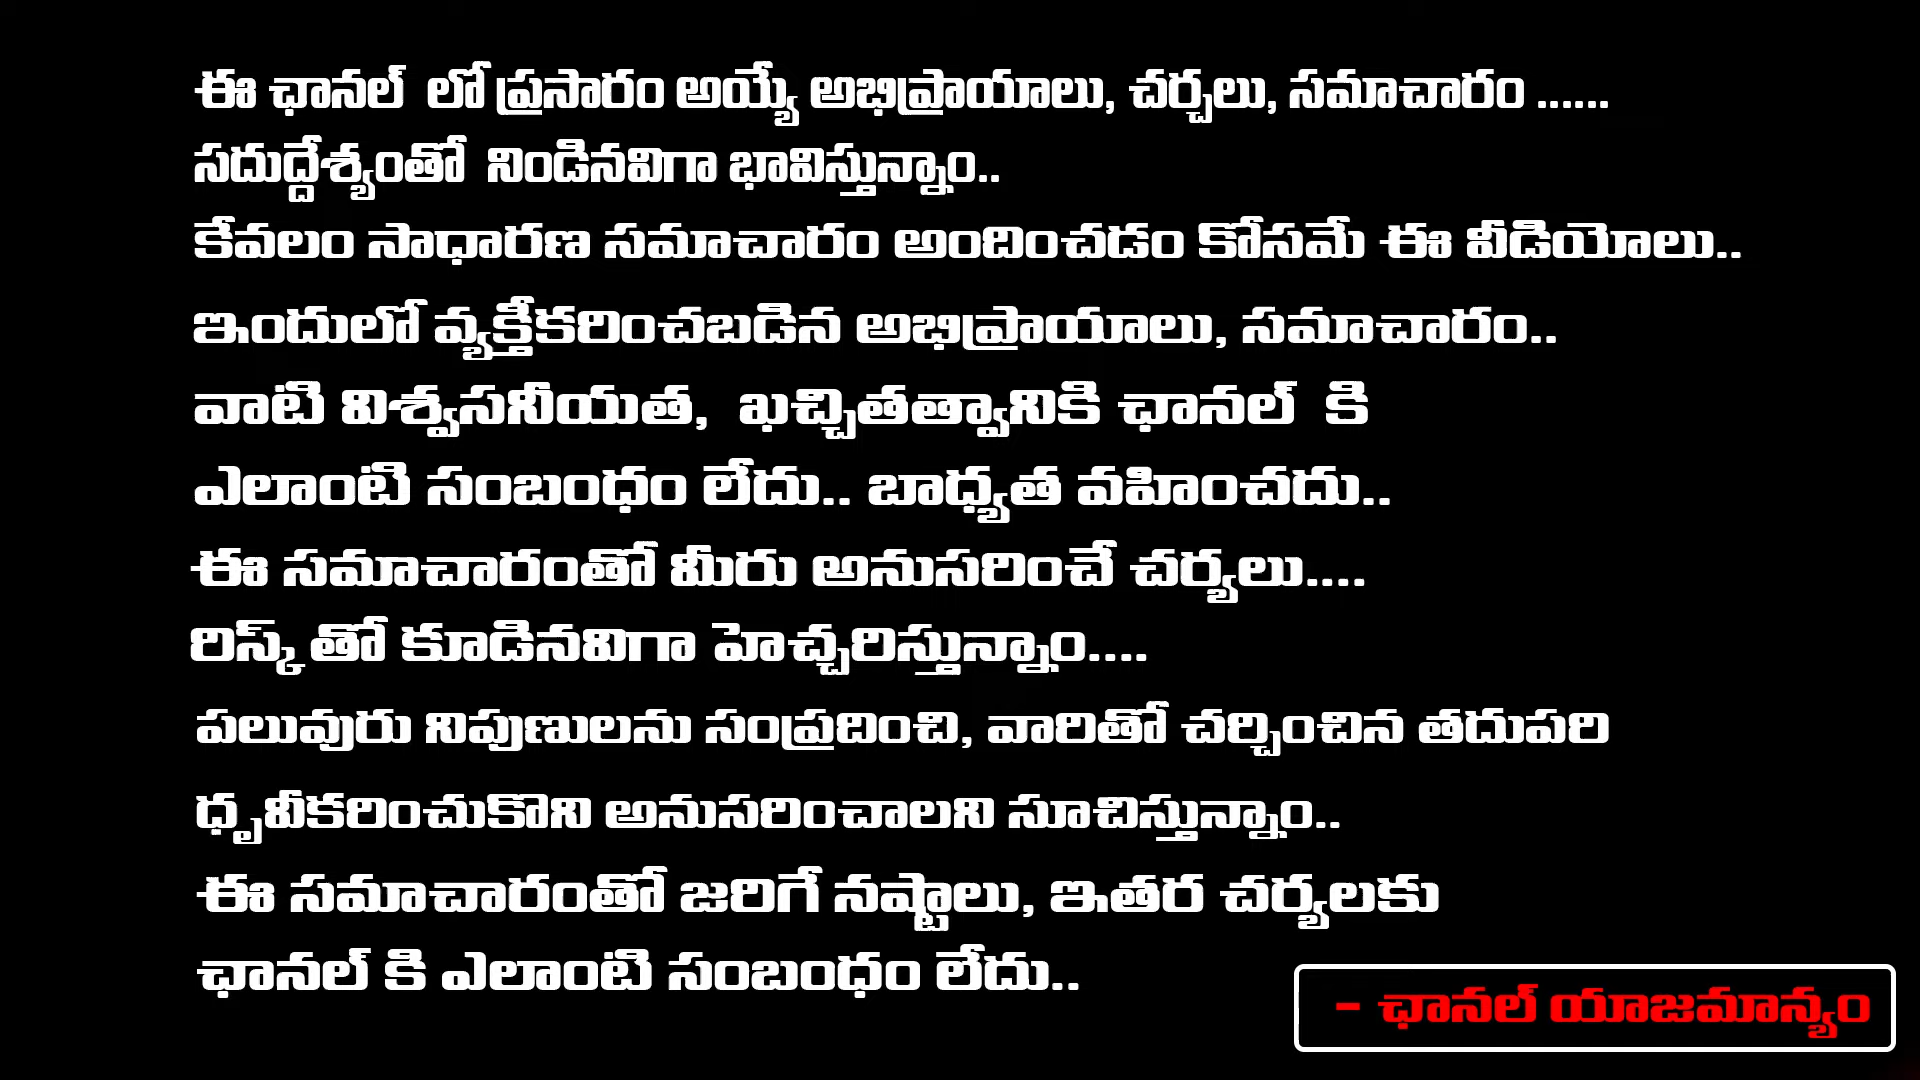 ఈ ఛానల్ లో ప్రసారం అయ్యే అభిప్రాయాలు, చర్చలు, సమాచారం ......
సదుద్దేశ్యంతో నిండినవిగా భావిస్తున్నాం..
కేవలం సాధారణ సమాచారం అందించడం కోసమే ఈ వీడియోలు..
ఇందులో వ్యక్తీకరించబడిన అభిప్రాయాలు, సమాచారం..
వాటి విశ్వసనీయత, ఖచ్చితత్వానికి ఛానల్ కి
ఎలాంటి సంబంధం లేదు.. బాధ్యత వహించదు..
ఈ సమాచారంతో మీరు అనుసరించే చర్యలు....
రిస్క్ తో కూడినవిగా హెచ్చరిస్తున్నాం....
పలువురు నిపుణులను సంప్రదించి, వారితో చర్చించిన తదుపరి
ధృవీకరించుకొని అనుసరించాలని సూచిస్తున్నాం..
ఈ సమాచారంతో జరిగే నష్టాలు, ఇతర చర్యలకు
ఛానల్ కి ఎలాంటి సంబంధం లేదు..
- ఛానల్ యాజమాన్యం